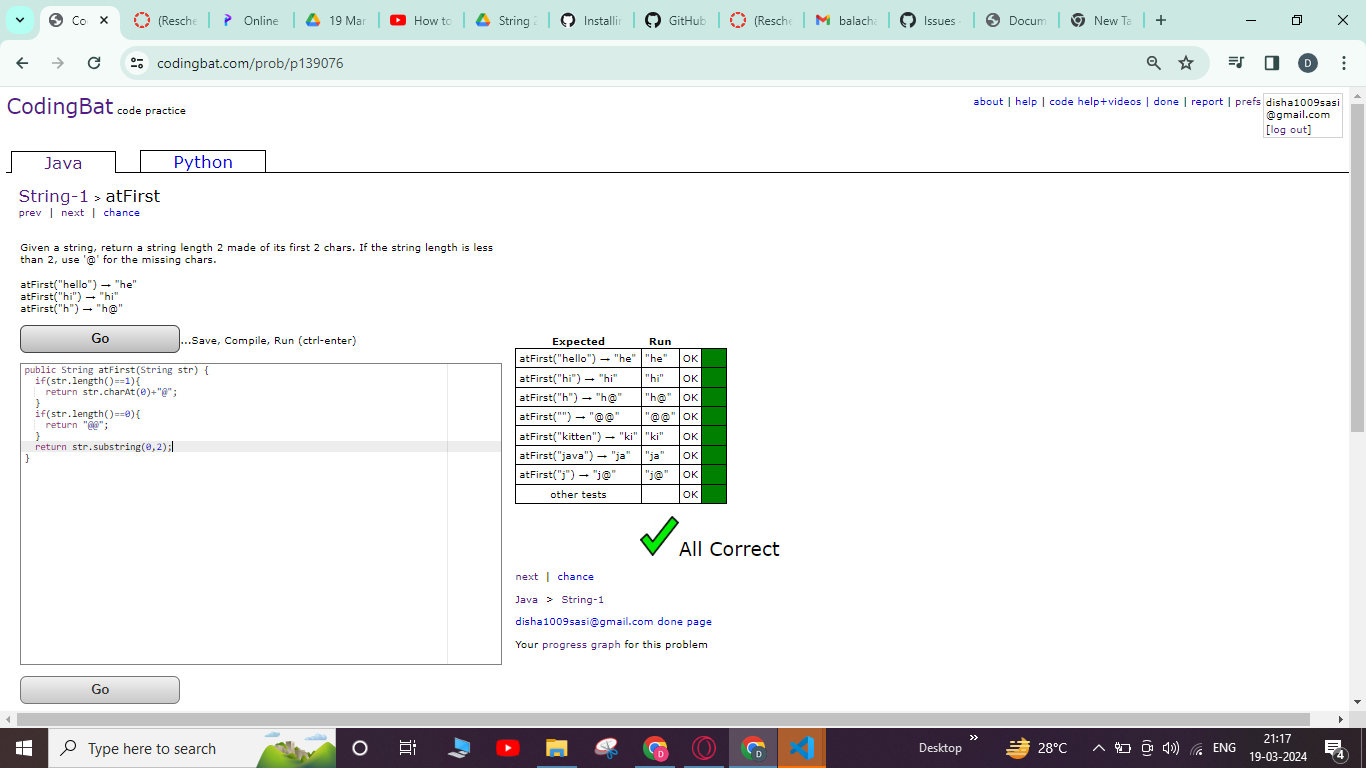 Co
(Resche
Online
19 Mar
How to
String 2
Installin
GitHub
(Resche
balacha
Issues -
Docum
New Ta
codingbat.com/prob/p139076
D
CodingBat code practice
about | help | code help+videos | done | report | prefs
disha1009sasi
@gmail.com
[log out]
Java
Python
String-1 > atFirst
prev | next | chance
Given a string, return a string length 2 made of its first 2 chars. If the string length is less
than 2, use '@' for the missing chars.
atFirst("hello") → "he"
atFirst("hi") → "hi"
atFirst("h") → "h@"
Go
...Save, Compile, Run (ctrl-enter)
public String atFirst(String str) {
if(str.length()==1){
return str.charAt(0)+"@";
}
if(str.length()==0){
return "@@";
}
return str.substring(0,2);
}
Go
Expected Run
atFirst("hello") → "he" "he" OK
atFirst("hi") → "hi" "hi" OK
atFirst("h") → "h@" "h@" OK
atFirst("") → "@@" "@@" OK
atFirst("kitten") → "ki" "ki" OK
atFirst("java") → "ja" "ja" OK
atFirst("j") → "j@" "j@" OK
other tests OK
All Correct
next | chance
Java > String-1
disha1009sasi@gmail.com done page
Your progress graph for this problem
Type here to search
D
D
Desktop
»
28°C
ENG
21:17
19-03-2024
4